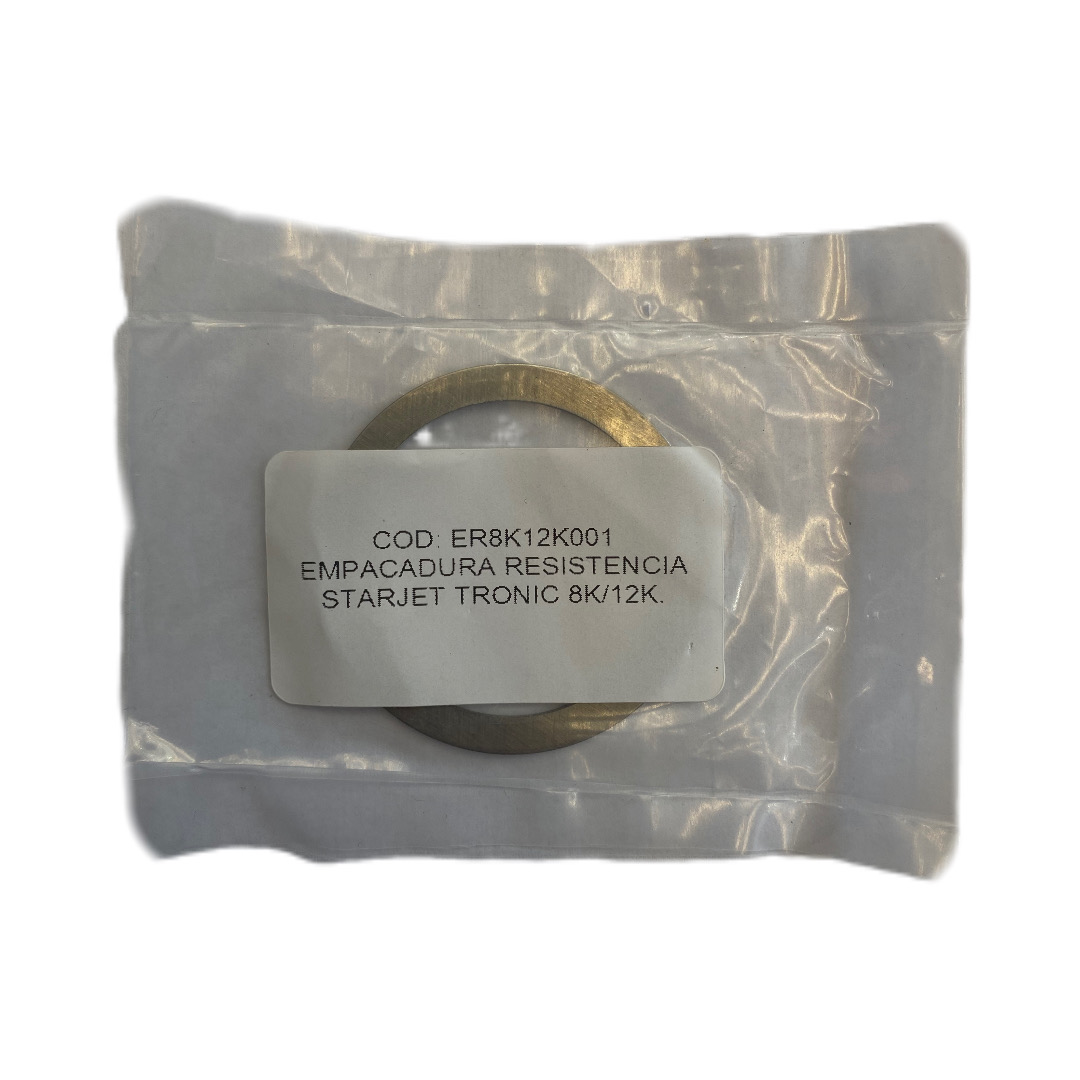 COD: ER8K12K001
EMPACADURA RESISTENCIA
STARJET TRONIC 8K/12K.